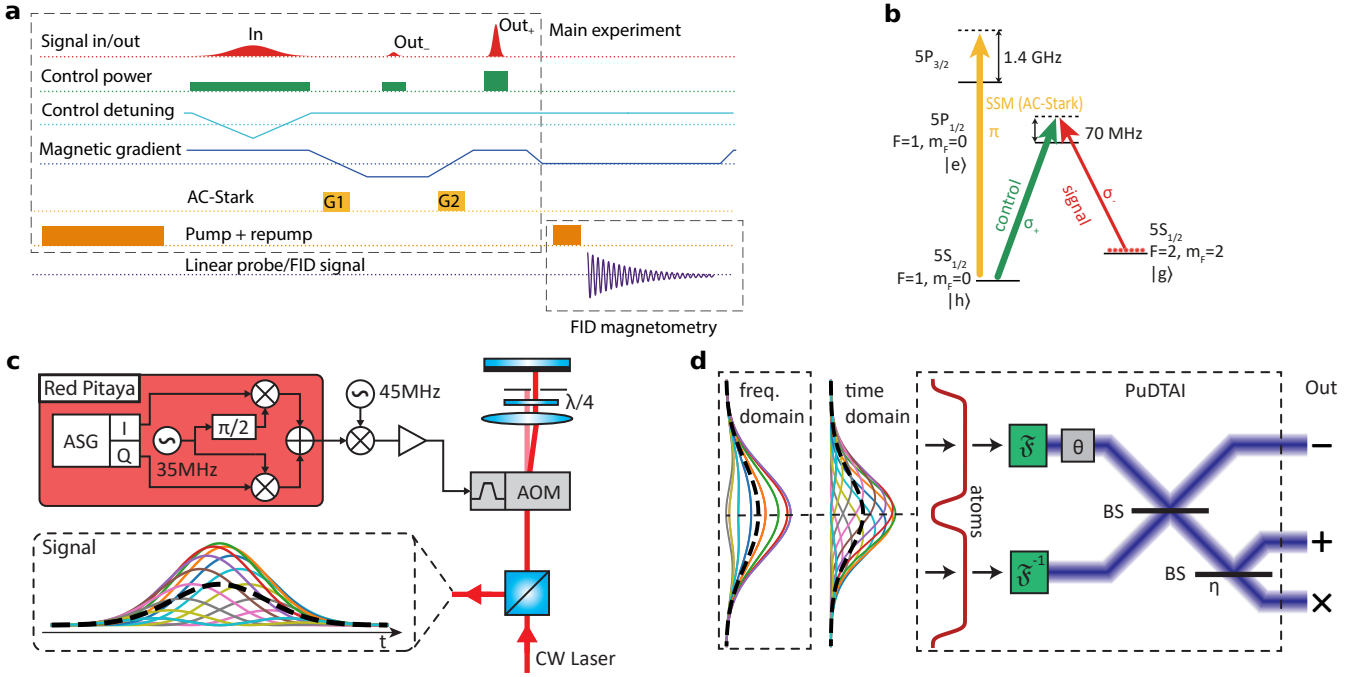 a
Signal in/out
In
Out_
Out+
Main experiment
Control power
Control detuning
Magnetic gradient
AC-Stark
G1
G2
Pump + repump
Linear probe/FID signal
FID magnetometry
b
5P3/2
1.4 GHz
SSM (AC-Stark)
π
5P1/2
F=1, mF=0
|e⟩
70 MHz
control
σ+
signal
σ-
5S1/2
F=1, mF=0
|h⟩
5S1/2
F=2, mF=2
|g⟩
c
Red Pitaya
ASG
I
Q
35MHz
π/2
45MHz
λ/4
AOM
Signal
t
CW Laser
d
freq.
domain
time
domain
atoms
PuDTAI
Out
𝔉
θ
BS
𝔉-1
BS
η
−
+
×